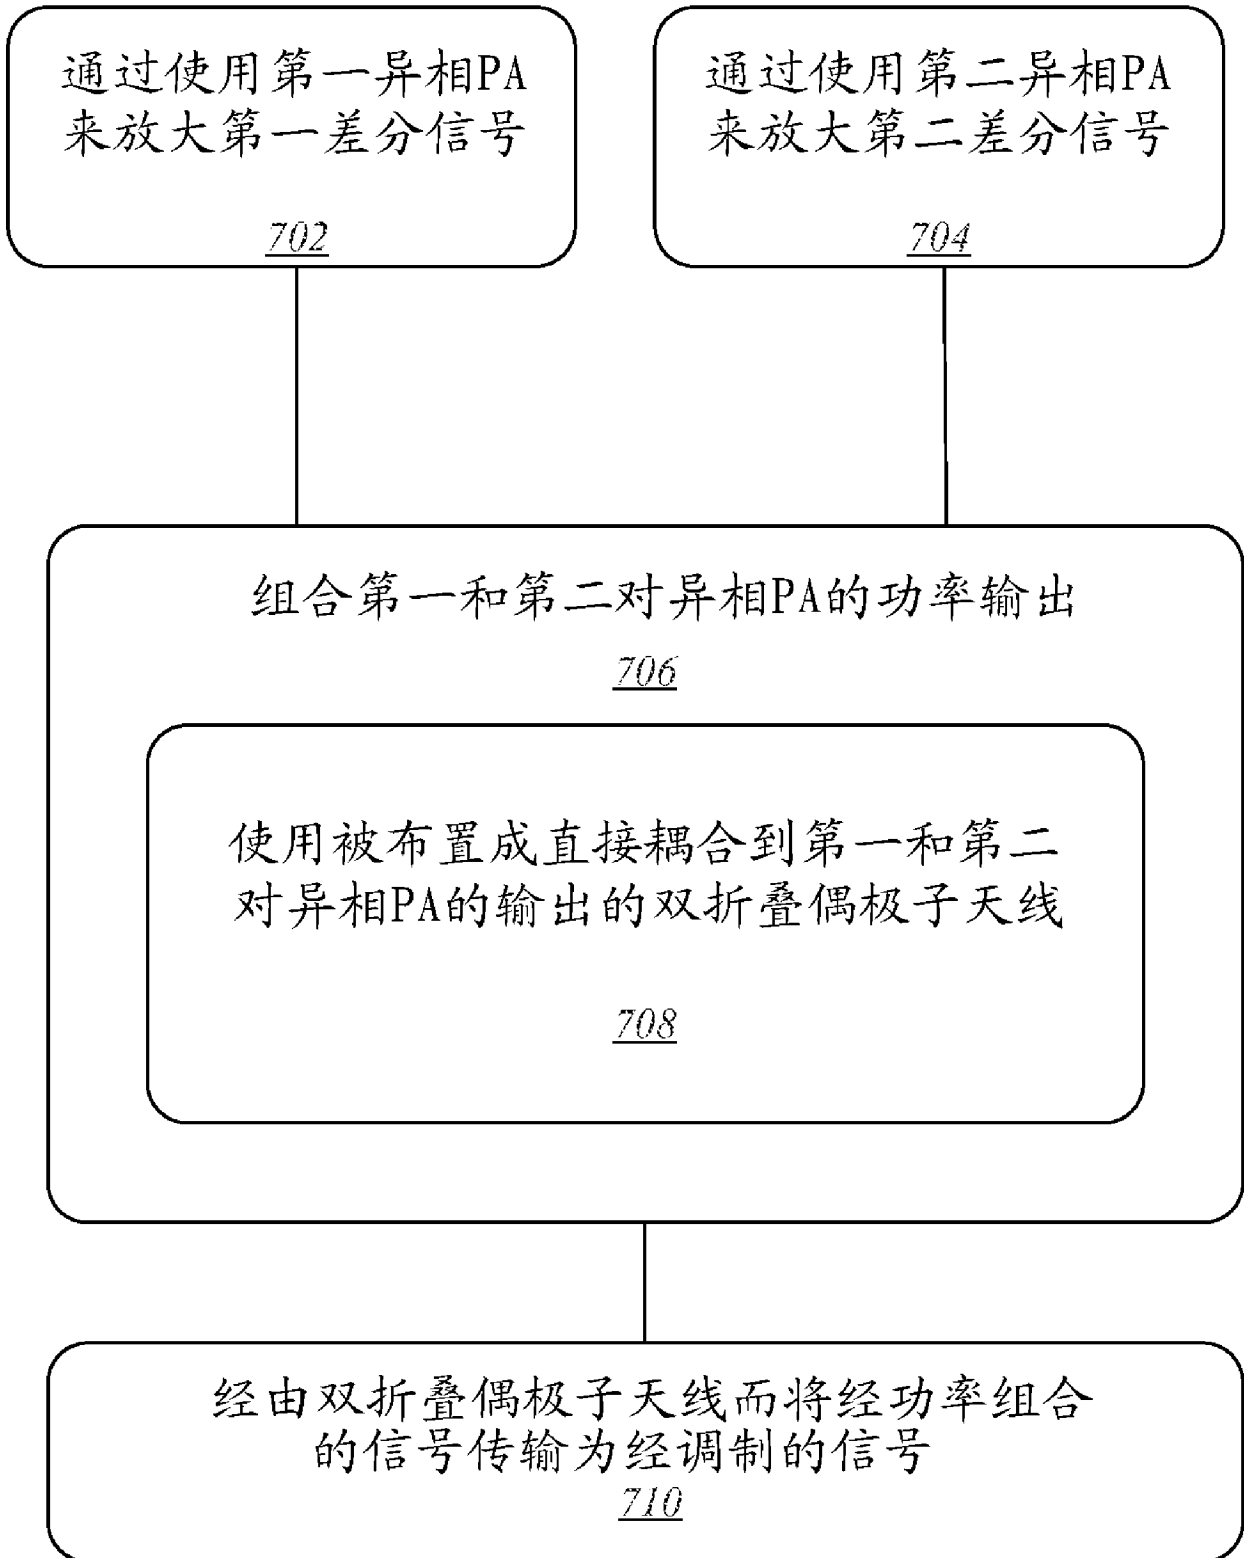 通过使用第一异相PA
来放大第一差分信号
702
通过使用第二异相PA
来放大第二差分信号
704
组合第一和第二对异相PA的功率输出
706
使用被布置成直接耦合到第一和第二
对异相PA的输出的双折叠偶极子天线
708
经由双折叠偶极子天线而将经功率组合
的信号传输为经调制的信号
710